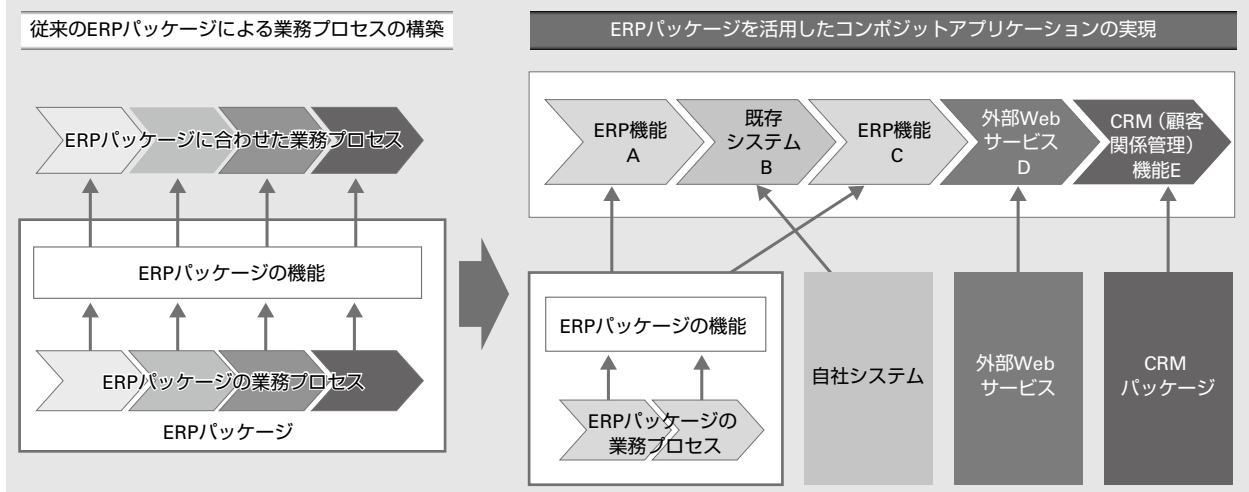 従来のERPパッケージによる業務プロセスの構築
ERPパッケージに合わせた業務プロセス
ERPパッケージの機能
ERPパッケージの業務プロセス
ERPパッケージ
ERPパッケージを活用したコンポジットアプリケーションの実現
ERP機能
A
既存
システム
B
ERP機能
C
外部Web
サービス
D
CRM（顧客
関係管理）
機能E
ERPパッケージの機能
ERPパッケージの
業務プロセス
自社システム
外部Web
サービス
CRM
パッケージ